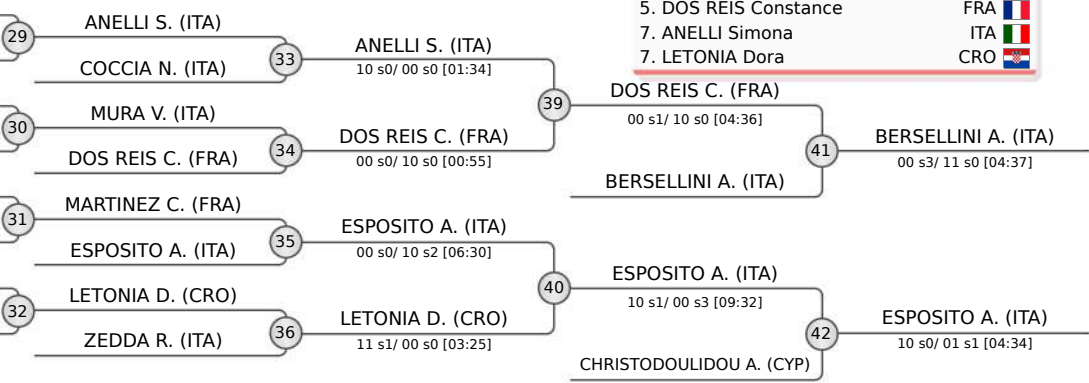 5. DOS REIS Constance FRA
7. ANELLI Simona ITA
7. LETONIA Dora CRO
29
ANELLI S. (ITA)
COCCIA N. (ITA)
33
ANELLI S. (ITA)
10 s0/ 00 s0 [01:34]
30
MURA V. (ITA)
DOS REIS C. (FRA)
34
DOS REIS C. (FRA)
00 s0/ 10 s0 [00:55]
39
DOS REIS C. (FRA)
00 s1/ 10 s0 [04:36]
BERSELLINI A. (ITA)
41
BERSELLINI A. (ITA)
00 s3/ 11 s0 [04:37]
31
MARTINEZ C. (FRA)
ESPOSITO A. (ITA)
35
ESPOSITO A. (ITA)
00 s0/ 10 s2 [06:30]
32
LETONIA D. (CRO)
ZEDDA R. (ITA)
36
LETONIA D. (CRO)
11 s1/ 00 s0 [03:25]
40
ESPOSITO A. (ITA)
10 s1/ 00 s3 [09:32]
CHRISTODOULIDOU A. (CYP)
42
ESPOSITO A. (ITA)
10 s0/ 01 s1 [04:34]